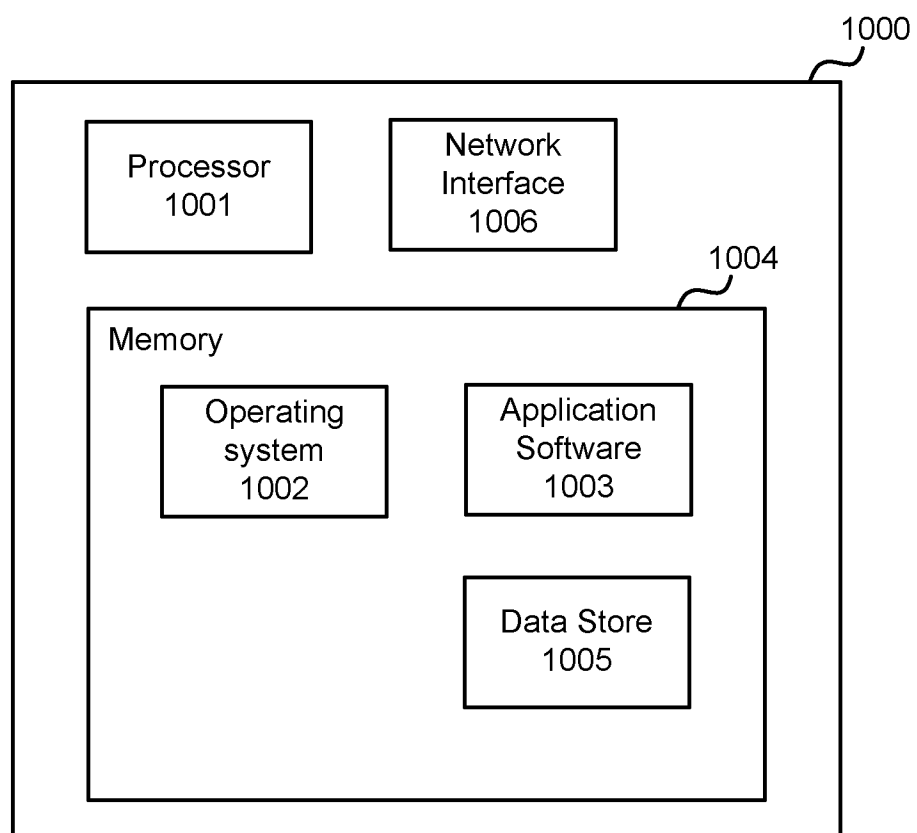 1000
Processor
1001
Network
Interface
1006
1004
Memory
Operating
system
1002
Application
Software
1003
Data Store
1005